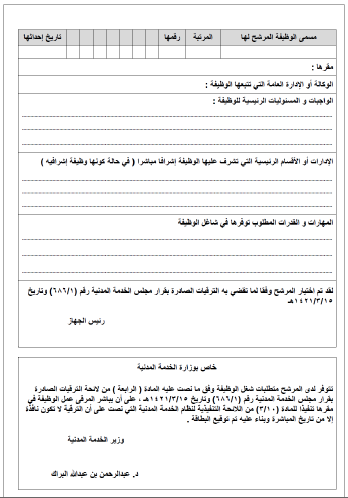 مسمى الوظيفة المرشح لها المرتبة رقمها تاريخ إحداثها
مقرها :
الوكالة أو الإدارة العامة التي تتبعها الوظيفة :
الواجبات و المسئوليات الرئيسية للوظيفة :
الإدارات أو الأقسام الرئيسية التي تشرف عليها الوظيفة إشرافا مباشرا ( في حالة كونها وظيفة إشرافيه )
المهارات و القدرات المطلوب توفرها في شاغل الوظيفة
لقد تم اختيار المرشح وفقا لما تقضي به الترقيات الصادرة بقرار مجلس الخدمة المدنية رقم (٦٨٦/١) وتاريخ
١٤٢١/٣/١٥هـ
رئيس الجهاز
خاص بوزارة الخدمة المدنية
تتوفر لدى المرشح متطلبات شغل الوظيفة وفق ما نصت عليه المادة ( الرابعة ) من لائحة الترقيات الصادرة
بقرار مجلس الخدمة المدنية رقم (٦٨٦/١) وتاريخ ١٤٢١/٣/١٥هـ ، على أن يباشر المرقى عمل الوظيفة في
مقرها تنفيذا للمادة (٣/١٠) من اللائحة التنفيذية لنظام الخدمة المدنية التي نصت على أن الترقية لا تكون نافذة
إلا من تاريخ المباشرة وبناء عليه تم توقيع البطاقة .
وزير الخدمة المدنية
د. عبدالرحمن بن عبدالله البراك